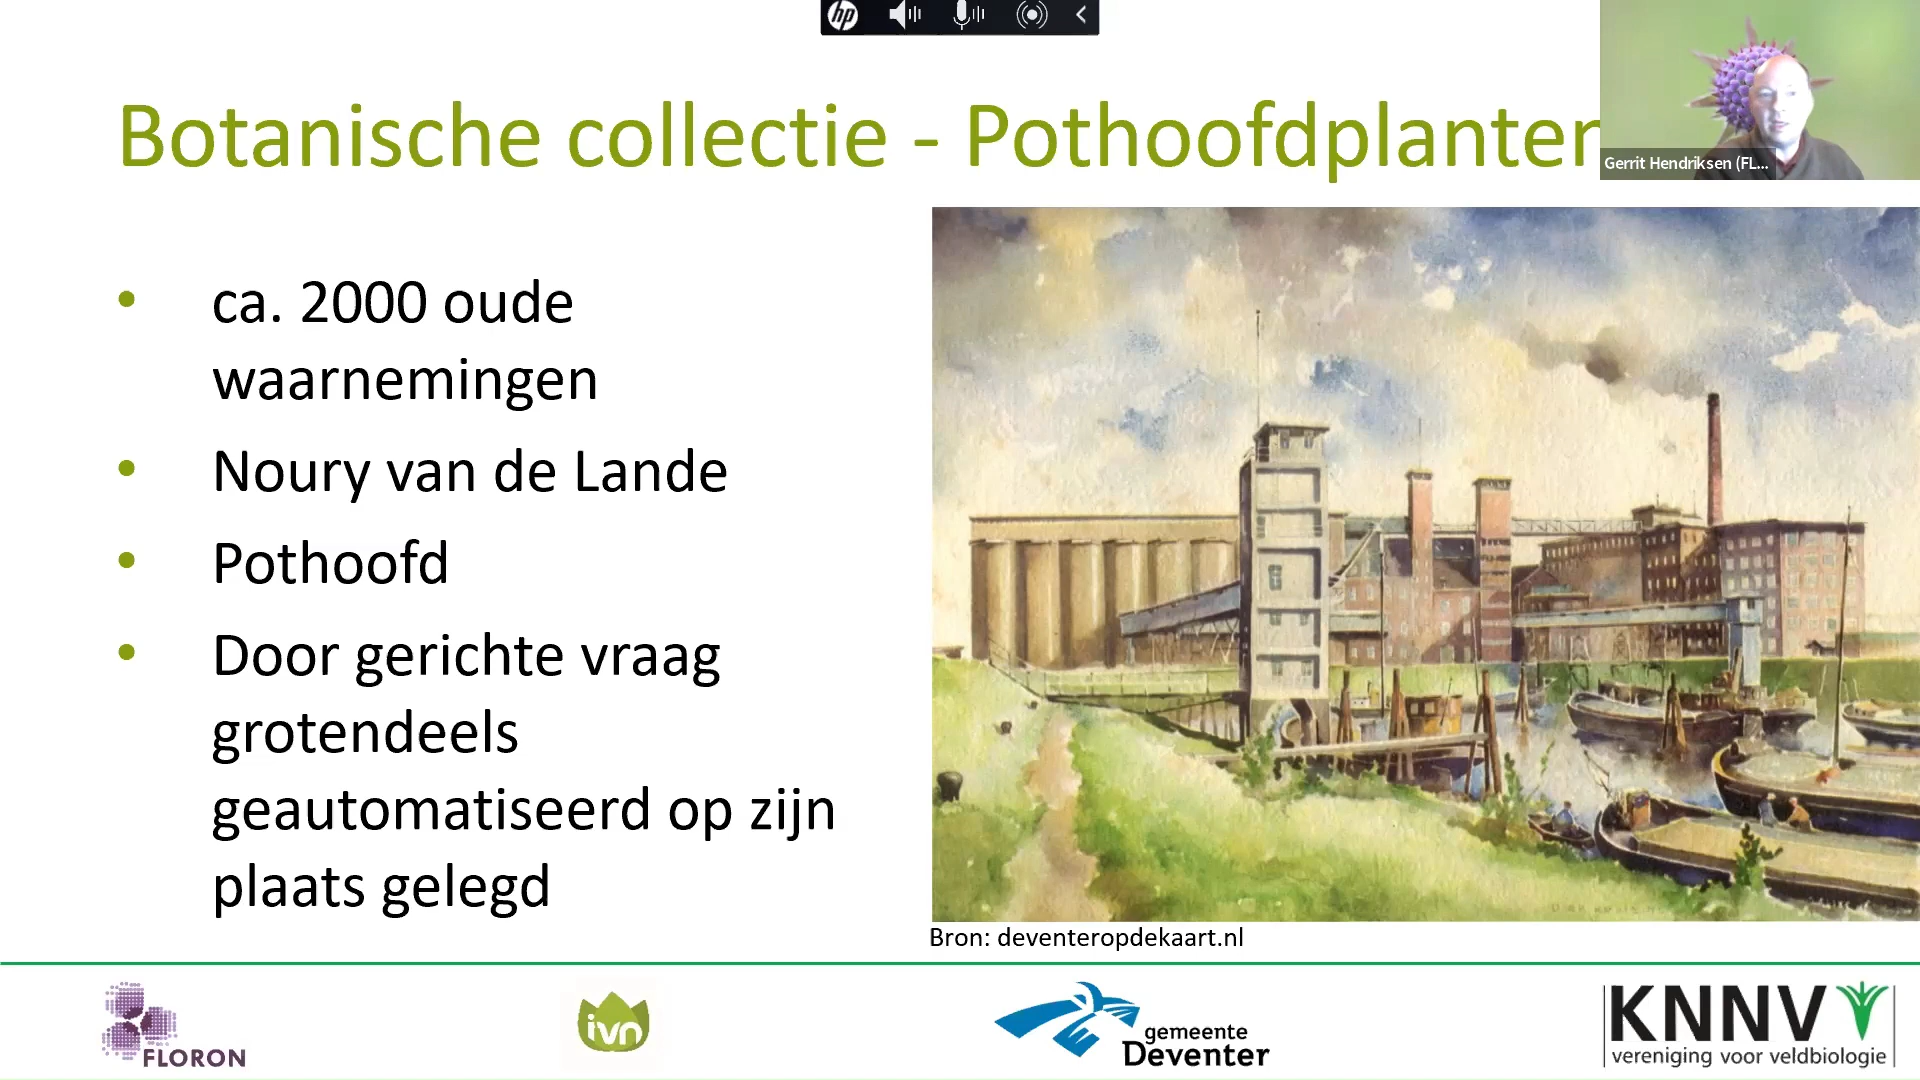 hp
Botanische collectie - Pothoofdplanten
Gerrit Hendriksen (FL...
• ca. 2000 oude
waarnemingen
• Noury van de Lande
• Pothoofd
• Door gerichte vraag
grotendeels
geautomatiseerd op zijn
plaats gelegd
Bron: deventeropdekaart.nl
FLORON
ivn
gemeente
Deventer
KNNV
vereniging voor veldbiologie